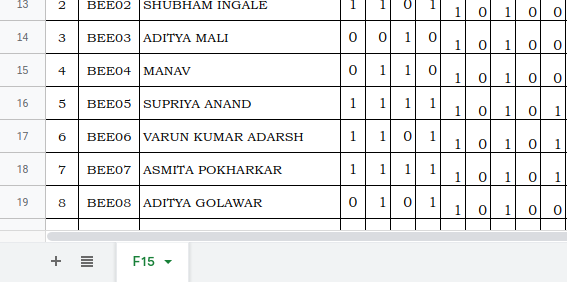 13 2 BEE02 SHUBHAM INGALE 1 1 0 1 1 0 1 0 0
14 3 BEE03 ADITYA MALI 0 0 1 0 1 0 1 0 0
15 4 BEE04 MANAV 0 1 1 0 1 0 1 0 0
16 5 BEE05 SUPRIYA ANAND 1 1 1 1 1 0 1 0 1
17 6 BEE06 VARUN KUMAR ADARSH 1 1 0 1 1 0 1 0 1
18 7 BEE07 ASMITA POKHARKAR 1 1 1 1 1 0 1 0 1
19 8 BEE08 ADITYA GOLAWAR 0 1 0 1 1 0 1 0 0
F15